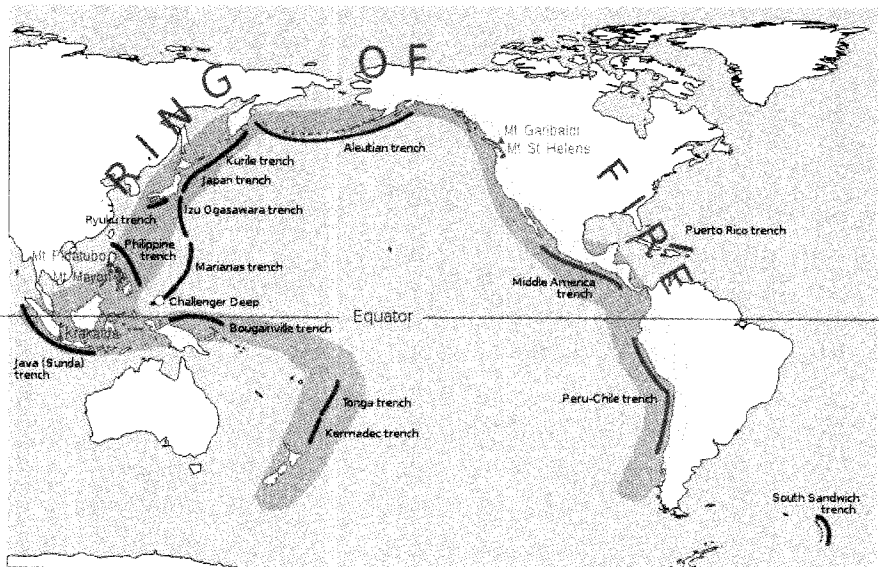 RING OF FIRE
Mt Garibaldi
Mt St Helens
Aleutian trench
Kurile trench
Japan trench
Izu Ogasawara trench
Ryuku trench
Puerto Rico trench
Philippine
trench
Mt Pinatubo
Mt Mayon
Marianas trench
Middle America
trench
Challenger Deep
Equator
Bougainville trench
Krakatoa
Java (Sunda)
trench
Tonga trench
Kermadec trench
Peru-Chile trench
South Sandwich
trench